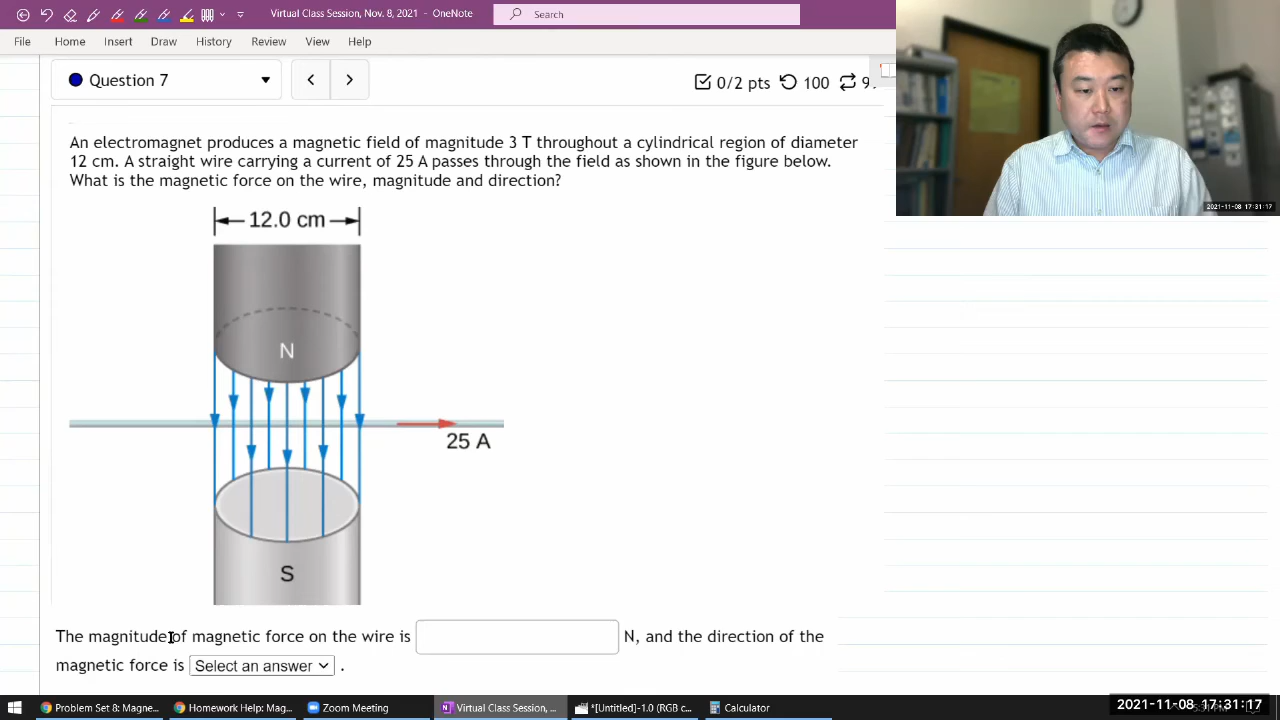 Virtual Class Session, Nov. 8, 2021 - OneNote
Search
File Home Insert Draw History Review View Help
Question 7
0/2 pts 100
An electromagnet produces a magnetic field of magnitude 3 T throughout a cylindrical region of diameter
12 cm. A straight wire carrying a current of 25 A passes through the field as shown in the figure below.
What is the magnetic force on the wire, magnitude and direction?
12.0 cm
N
25 A
S
The magnitude of magnetic force on the wire is N, and the direction of the
magnetic force is Select an answer .
2021-11-08 17:31:17
Problem Set 8: Magne... Homework Help: Mag... Zoom Meeting Virtual Class Session, ... *[Untitled]-1.0 (RGB c... Calculator
2021-11-08 17:31:17